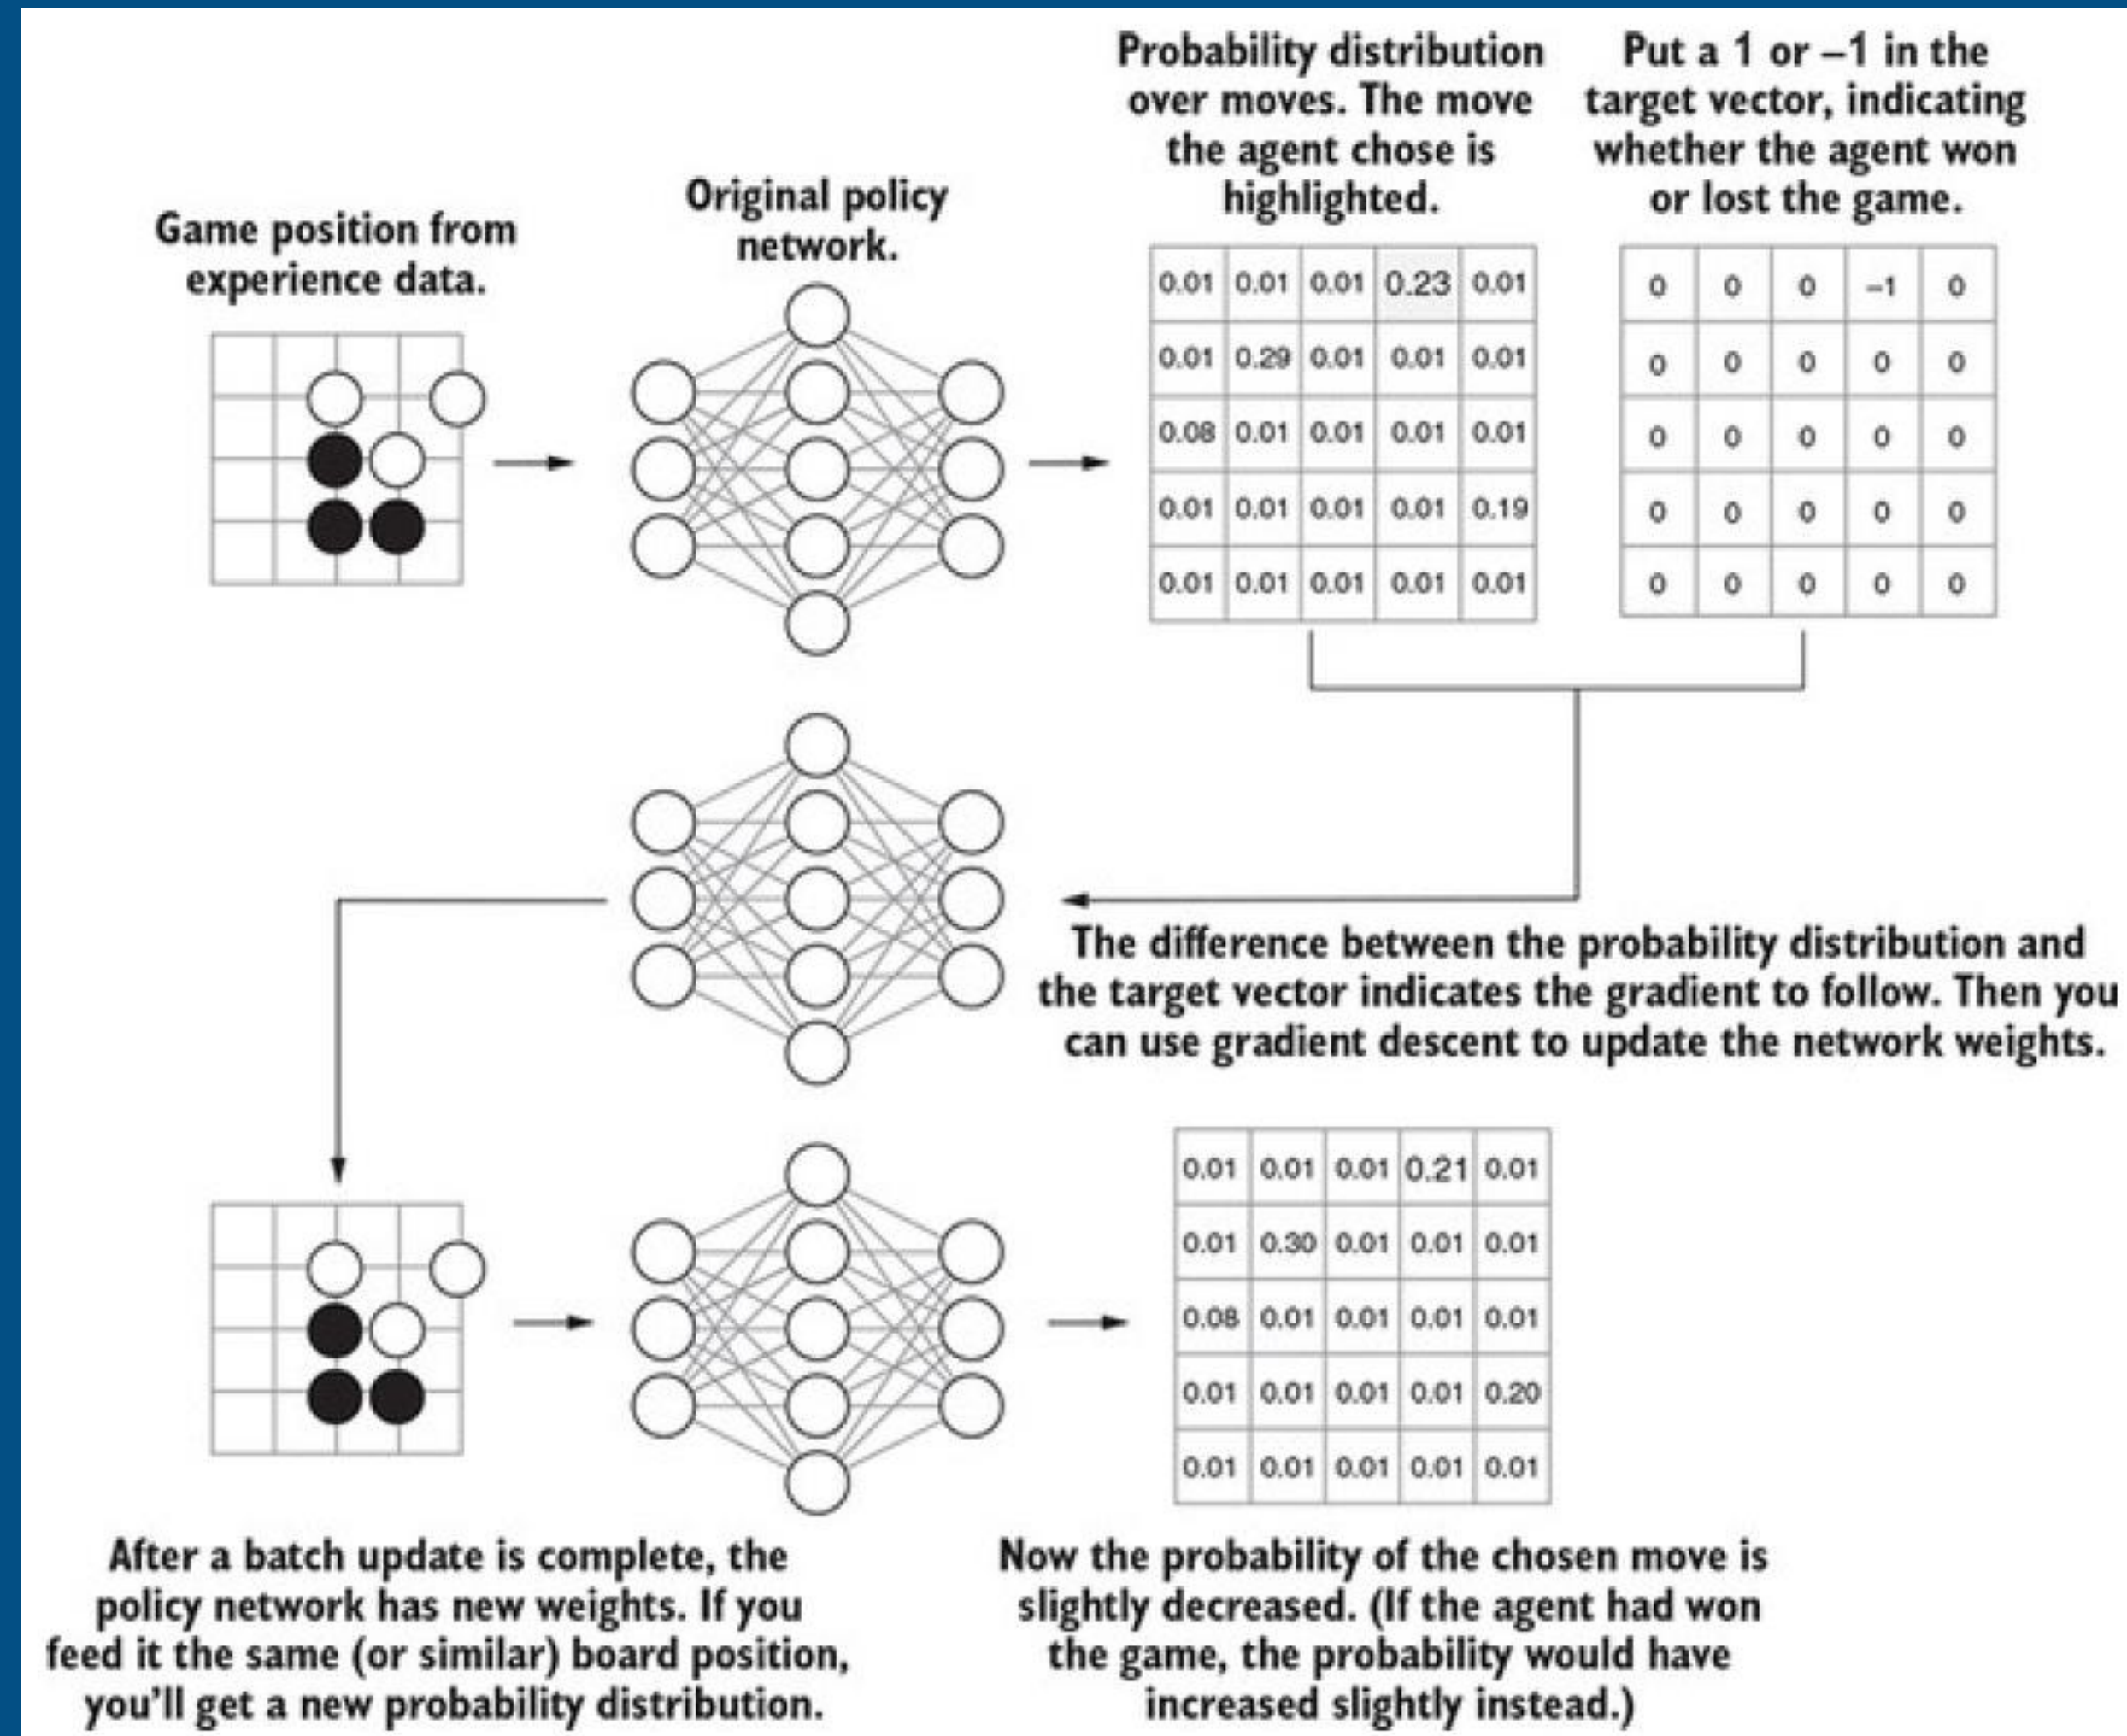 Game position from
experience data.
Original policy
network.
Probability distribution
over moves. The move
the agent chose is
highlighted.
Put a 1 or –1 in the
target vector, indicating
whether the agent won
or lost the game.
0.01 0.01 0.01 0.23 0.01
0.01 0.29 0.01 0.01 0.01
0.08 0.01 0.01 0.01 0.01
0.01 0.01 0.01 0.01 0.19
0.01 0.01 0.01 0.01 0.01
0 0 0 –1 0
0 0 0 0 0
0 0 0 0 0
0 0 0 0 0
0 0 0 0 0
The difference between the probability distribution and
the target vector indicates the gradient to follow. Then you
can use gradient descent to update the network weights.
0.01 0.01 0.01 0.21 0.01
0.01 0.30 0.01 0.01 0.01
0.08 0.01 0.01 0.01 0.01
0.01 0.01 0.01 0.01 0.20
0.01 0.01 0.01 0.01 0.01
After a batch update is complete, the
policy network has new weights. If you
feed it the same (or similar) board position,
you'll get a new probability distribution.
Now the probability of the chosen move is
slightly decreased. (If the agent had won
the game, the probability would have
increased slightly instead.)